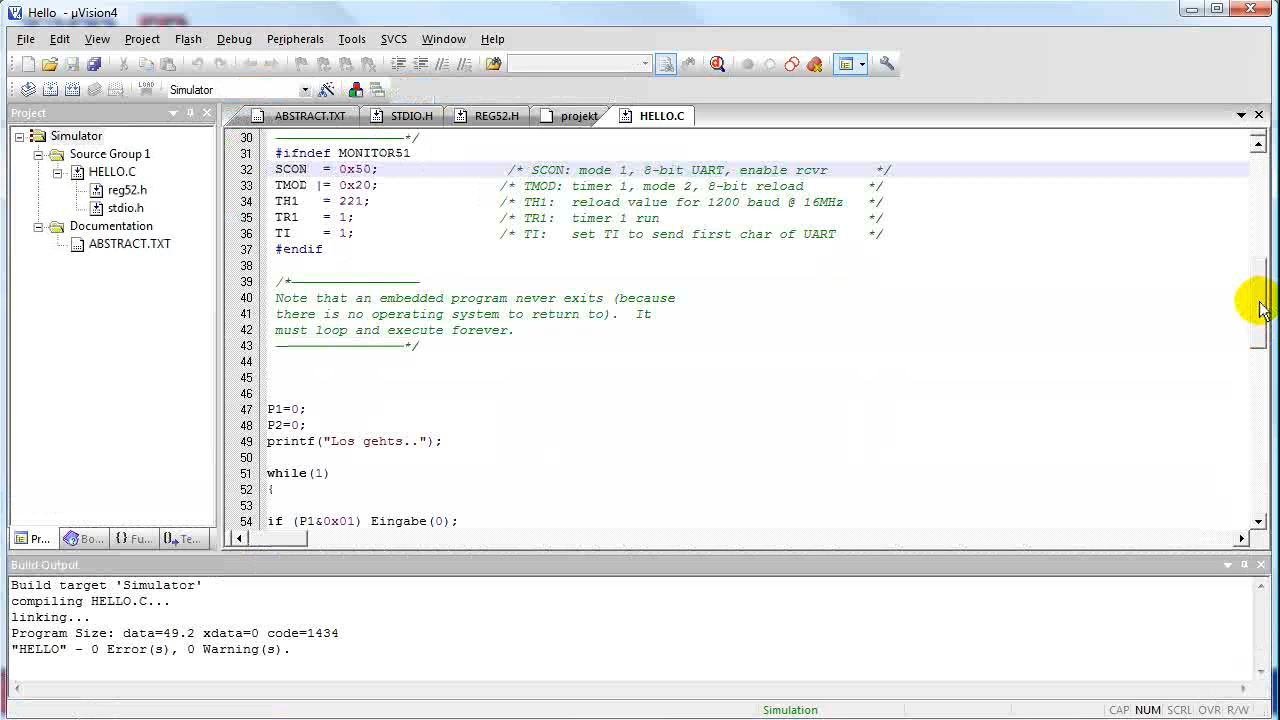 Hello - µVision4
File Edit View Project Flash Debug Peripherals Tools SVCS Window Help
LOAD Simulator
Project
ABSTRACT.TXT STDIO.H REG52.H projekt HELLO.C
Simulator
Source Group 1
HELLO.C
reg52.h
stdio.h
Documentation
ABSTRACT.TXT
30 ------------------------------------------------*/
31 #ifndef MONITOR51
32 SCON = 0x50; /* SCON: mode 1, 8-bit UART, enable rcvr */
33 TMOD |= 0x20; /* TMOD: timer 1, mode 2, 8-bit reload */
34 TH1 = 221; /* TH1: reload value for 1200 baud @ 16MHz */
35 TR1 = 1; /* TR1: timer 1 run */
36 TI = 1; /* TI: set TI to send first char of UART */
37 #endif
38
39 /*------------------------------------------------
40 Note that an embedded program never exits (because
41 there is no operating system to return to). It
42 must loop and execute forever.
43 ------------------------------------------------*/
44
45
46
47 P1=0;
48 P2=0;
49 printf("Los gehts..");
50
51 while(1)
52 {
53
54 if (P1&0x01) Eingabe(0);
Pr... Bo... {} Fu... Te...
Build Output
Build target 'Simulator'
compiling HELLO.C...
linking...
Program Size: data=49.2 xdata=0 code=1434
"HELLO" - 0 Error(s), 0 Warning(s).
Simulation CAP NUM SCRL OVR R/W